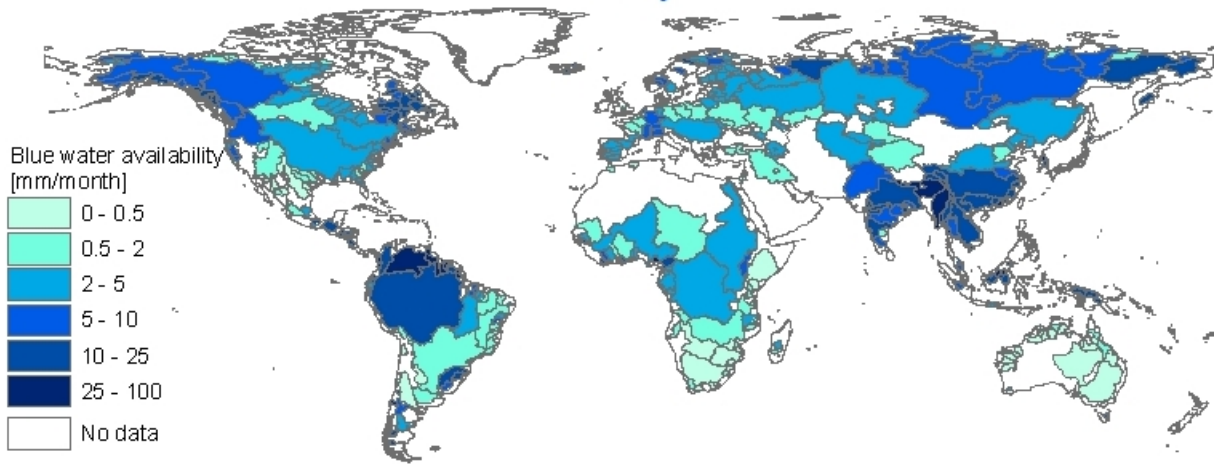 Blue water availability
[mm/month]
0 - 0.5
0.5 - 2
2 - 5
5 - 10
10 - 25
25 - 100
No data